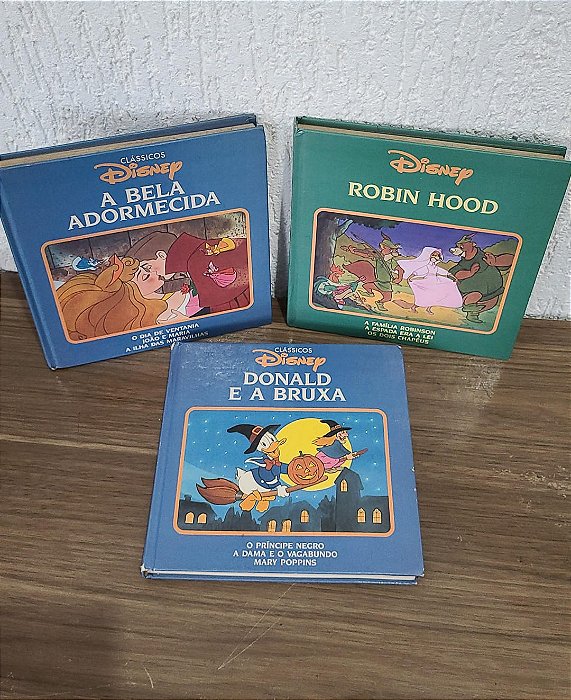 CLÁSSICOS
Disney
A BELA
ADORMECIDA
O DIA DE VENTANIA
JOÃO E MARIA
A ILHA DAS MARAVILHAS
Disney
ROBIN HOOD
A FAMÍLIA ROBINSON
A ESPADA ERA A LEI
OS DOIS CHAPÉUS
CLÁSSICOS
Disney
DONALD
E A BRUXA
O PRÍNCIPE NEGRO
A DAMA E O VAGABUNDO
MARY POPPINS